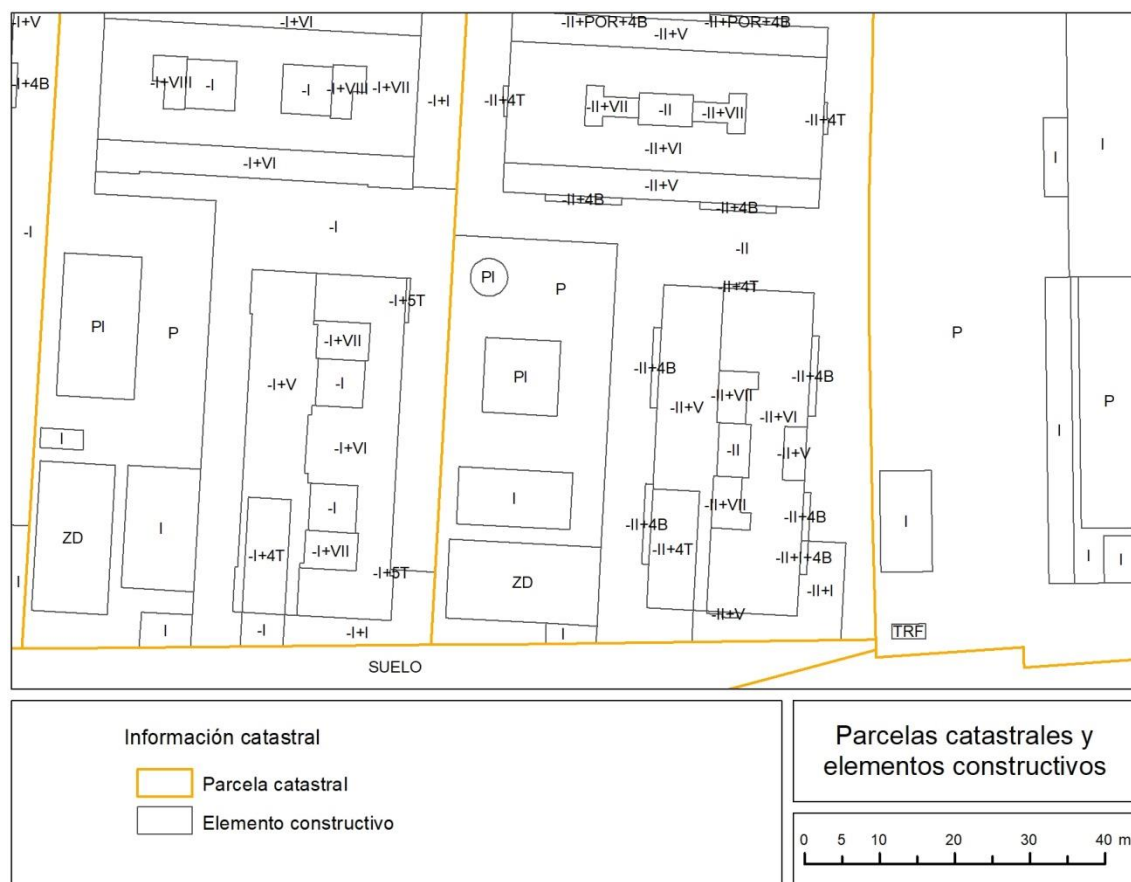 -I+V
-I+VI
-II+POR+4B
-II+POR+4B
-II+V
-I+4B
-I+VIII
-I
-I
-I+VIII
-I+VII
-I+I
-II+4T
-II+VII
-II
-II+VII
-II+4T
-I+VI
-II+VI
-II+V
-II+4B
-II+4B
I
I
-I
-I
-II
PI
P
-I+5T
PI
P
-II+4T
P
-I+VII
-I+V
-I
PI
-II+4B
-II+4B
-II+V
-II+VII
-II+VI
P
I
-I+VI
-II
-II+V
I
ZD
I
-I
I
-II+VII
-II+4B
-II+4B
I
-I+4T
-I+VII
-II+4T
-II+I+4B
I
I
I
-I+5T
ZD
-II+I
-II+V
I
-I
-I+I
I
TRF
SUELO
Información catastral
Parcela catastral
Elemento constructivo
Parcelas catastrales y
elementos constructivos
0 5 10 20 30 40 m